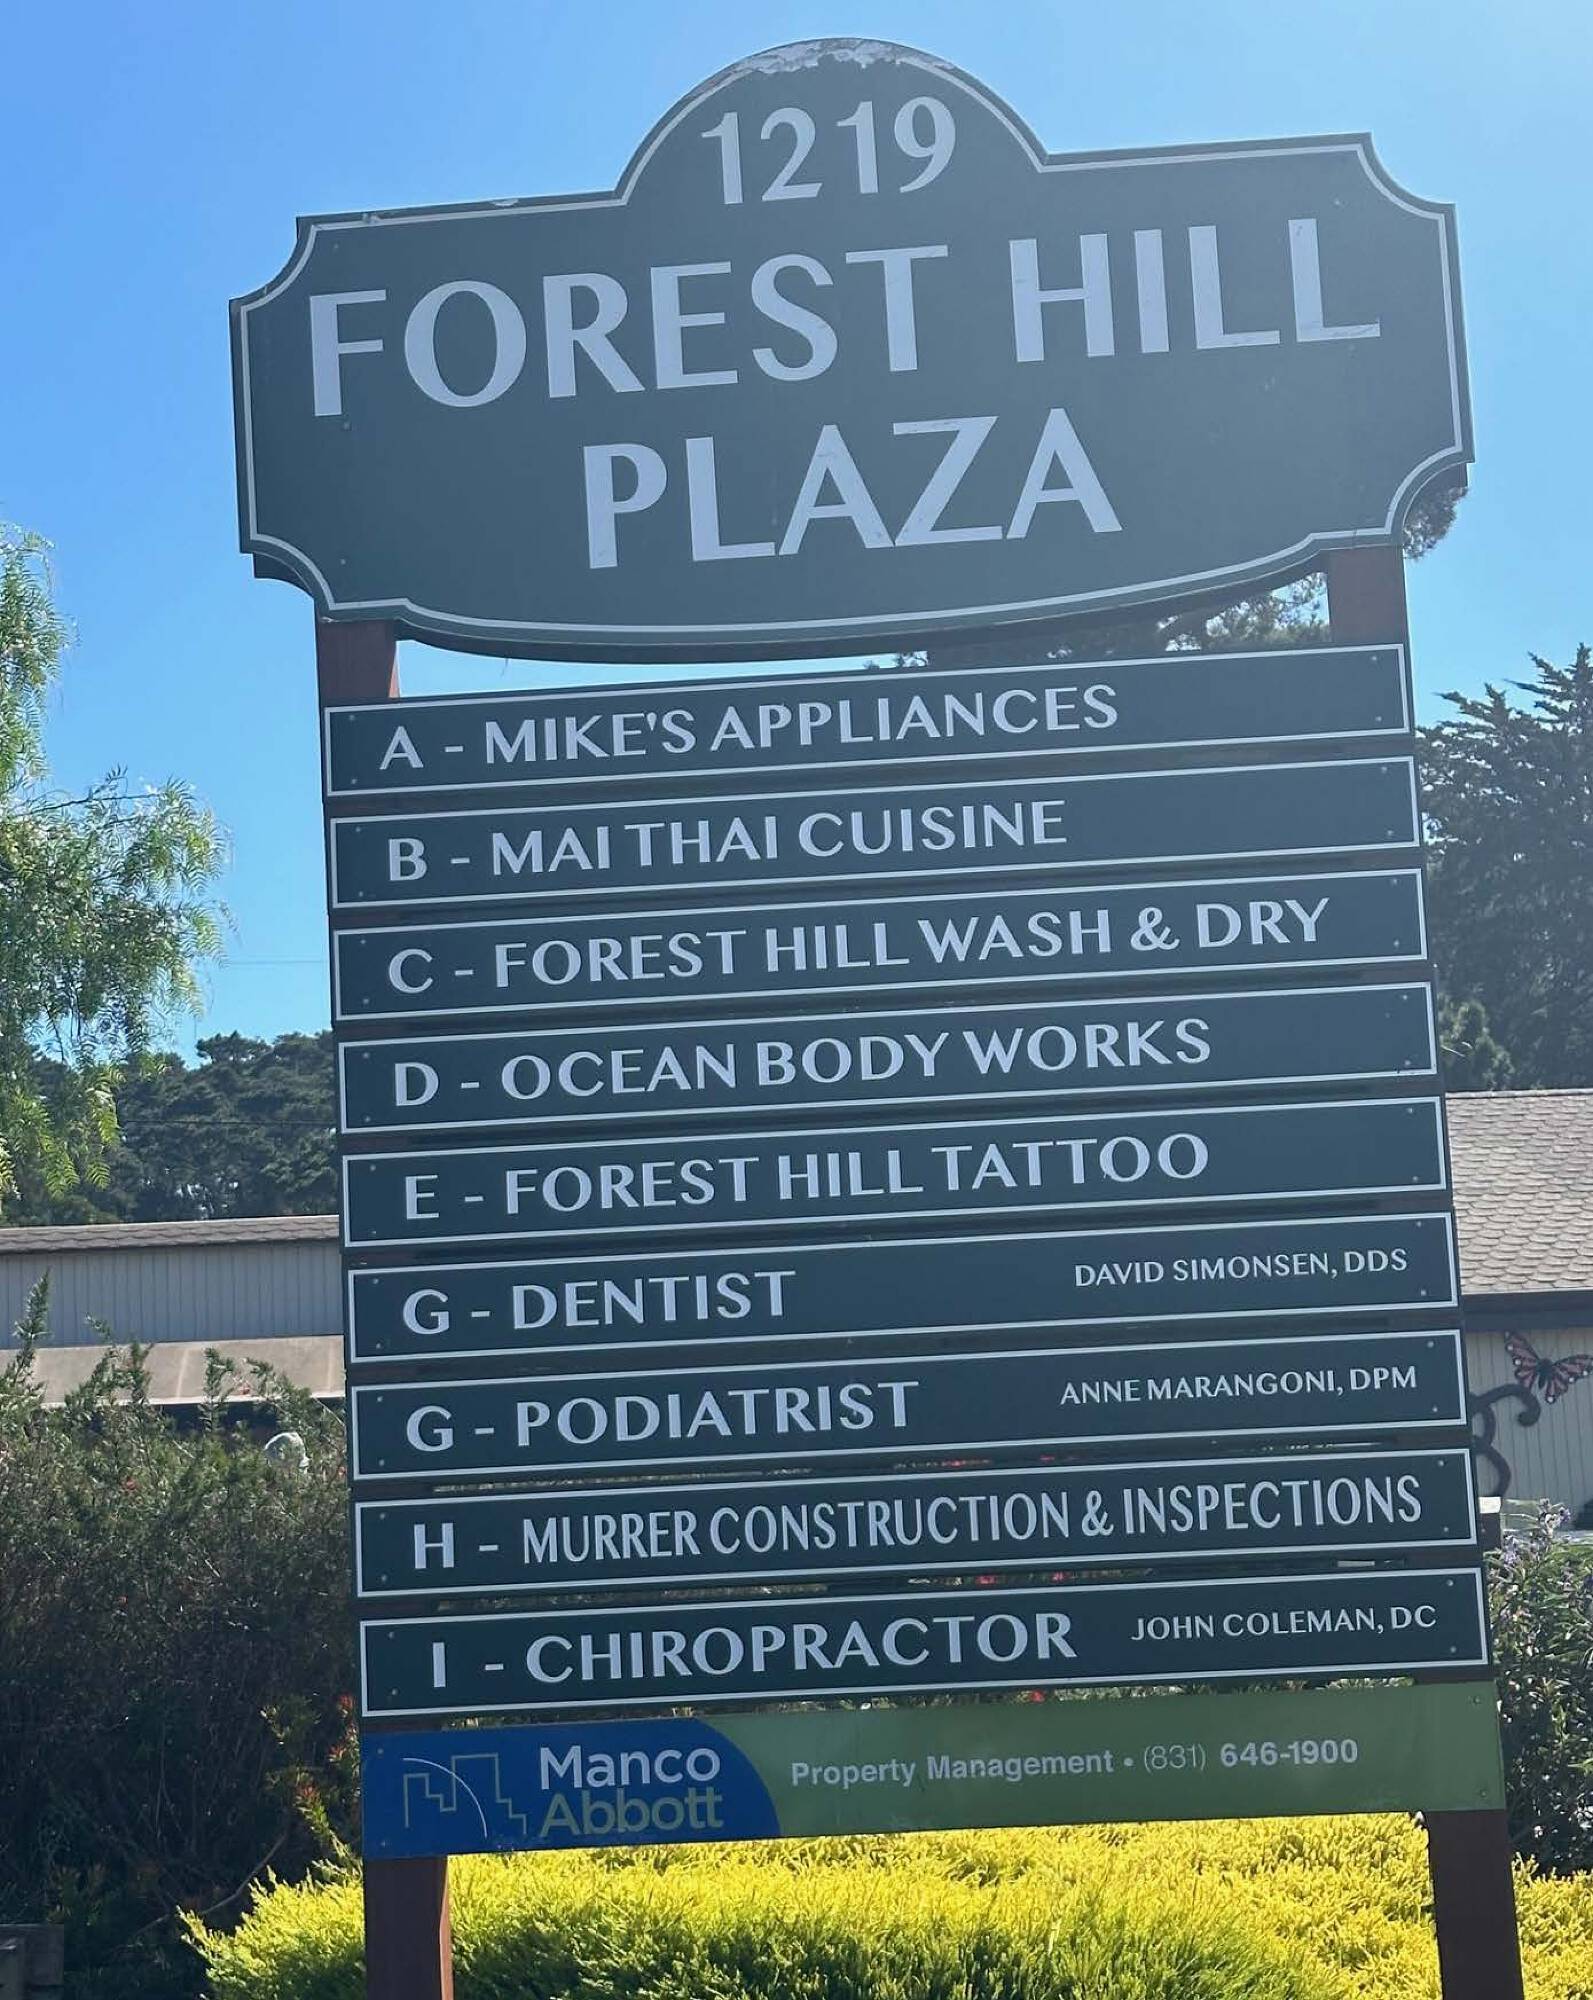 1219
FOREST HILL
PLAZA
A - MIKE'S APPLIANCES
B - MAI THAI CUISINE
C - FOREST HILL WASH & DRY
D - OCEAN BODY WORKS
E - FOREST HILL TATTOO
G - DENTIST DAVID SIMONSEN, DDS
G - PODIATRIST ANNE MARANGONI, DPM
H - MURRER CONSTRUCTION & INSPECTIONS
I - CHIROPRACTOR JOHN COLEMAN, DC
Manco
Abbott
Property Management • (831) 646-1900